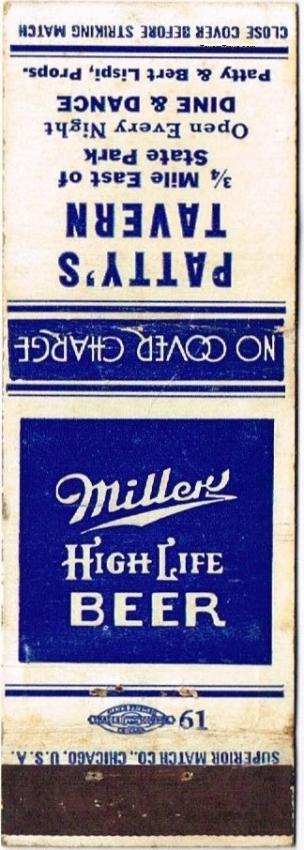 CLOSE COVER BEFORE STRIKING MATCH
Patty & Bert Lispi, Props.
DINE & DANCE
Open Every Night
State Park
¾ Mile East of
TAVERN
PATTY'S
NO COVER CHARGE
Miller
HIGH LIFE
BEER
61
SUPERIOR MATCH CO., CHICAGO, U.S.A.